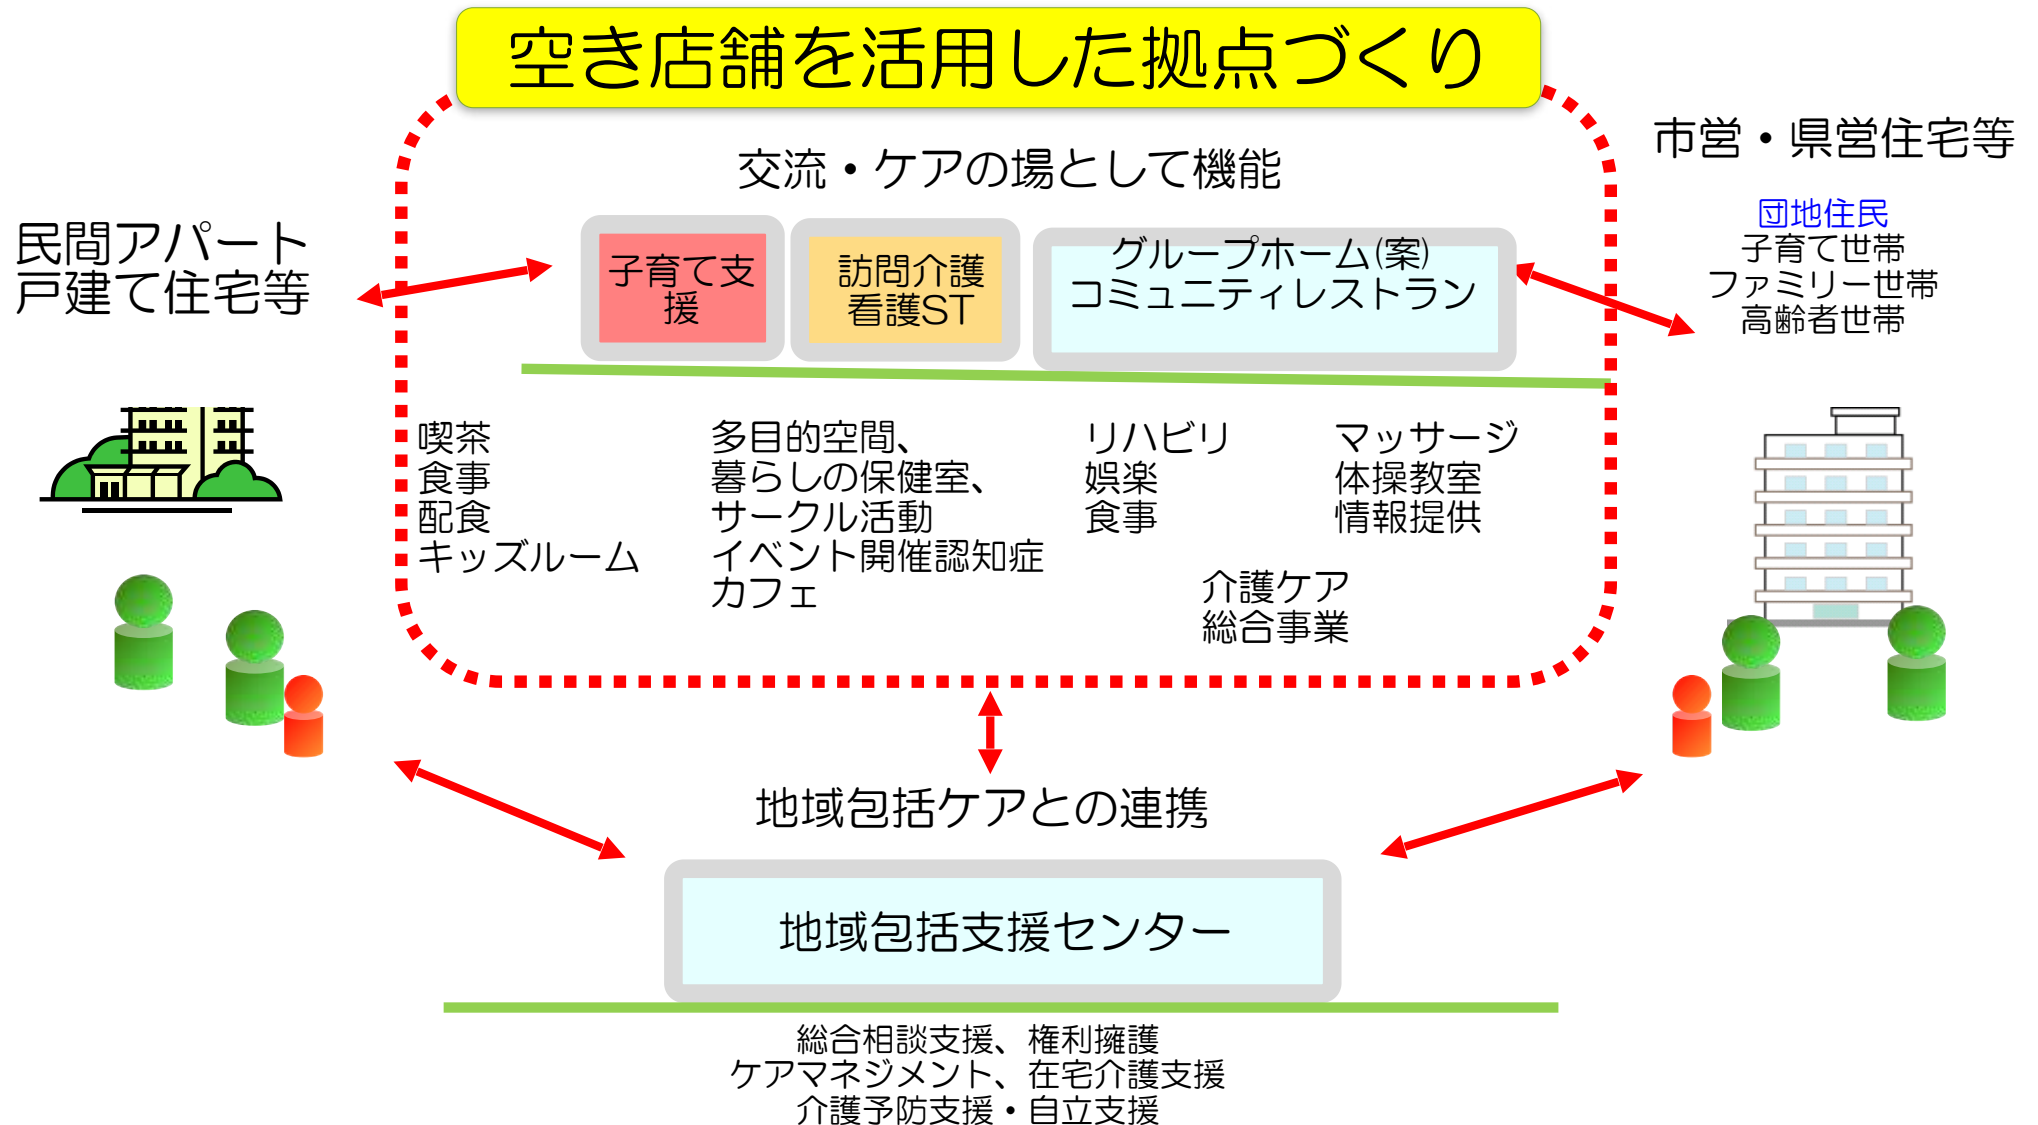 空き店舗を活用した拠点づくり
交流・ケアの場として機能
市営・県営住宅等
団地住民
子育て世帯
ファミリー世帯
高齢者世帯
民間アパート
戸建て住宅等
子育て支
援
訪問介護
看護ST
グループホーム(案)
コミュニティレストラン
喫茶
食事
配食
キッズルーム
多目的空間、
暮らしの保健室、
サークル活動
イベント開催認知症
カフェ
リハビリ
娯楽
食事
マッサージ
体操教室
情報提供
介護ケア
総合事業
地域包括ケアとの連携
地域包括支援センター
総合相談支援、権利擁護
ケアマネジメント、在宅介護支援
介護予防支援・自立支援